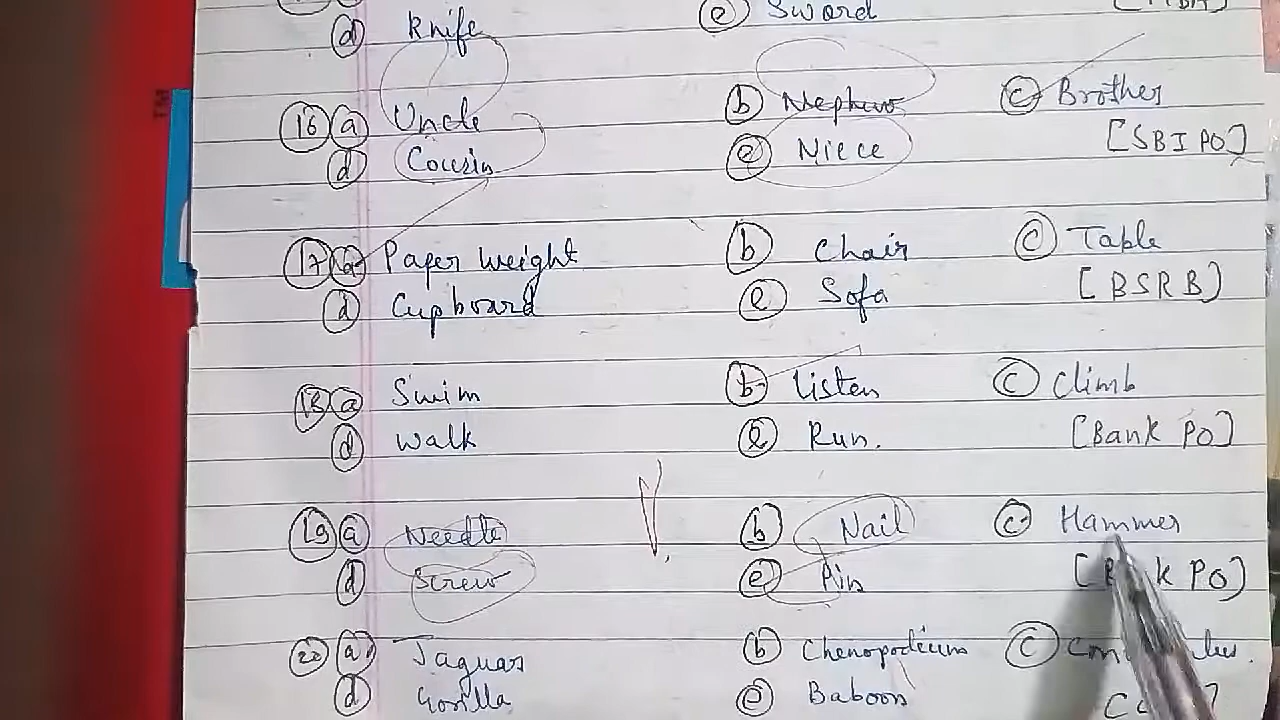 d Knife e Sword
16 a Uncle b Nephew c Brother
d Cousin e Niece [SBI PO]
17 a Paper weight b Chair c Table
d Cupboard e Sofa [BSRB]
18 a Swim b Listen c Climb
d Walk e Run. [Bank PO]
19 a Needle b Nail c Hammer
d Screw e Pin PO]
20 a Jaguar b Chenopodium c
d Gorilla e Baboon